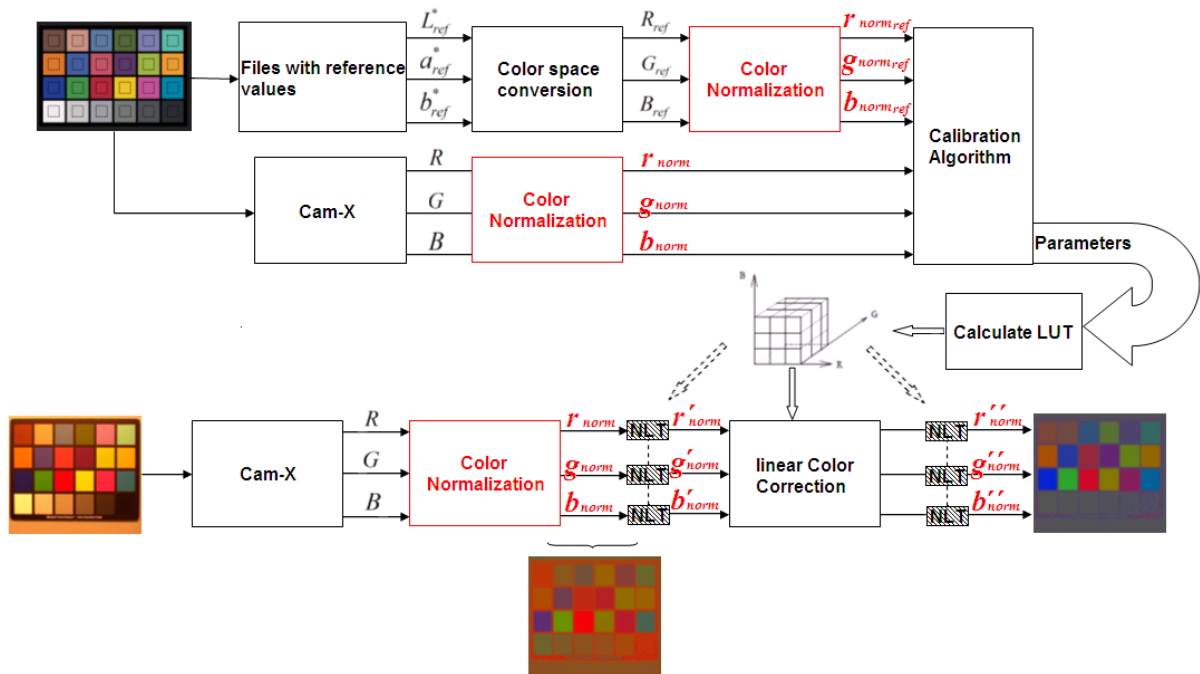 L*ref
a*ref
b*ref
Files with reference values
Color space conversion
Rref
Gref
Bref
Color Normalization
r normref
g normref
b normref
Calibration Algorithm
Cam-X
R
G
B
Color Normalization
r norm
g norm
b norm
Parameters
Calculate LUT
B
G
R
Cam-X
R
G
B
Color Normalization
r norm
g norm
b norm
NLT
NLT
NLT
r′norm
g′norm
b′norm
linear Color Correction
NLT
NLT
NLT
r′′norm
g′′norm
b′′norm